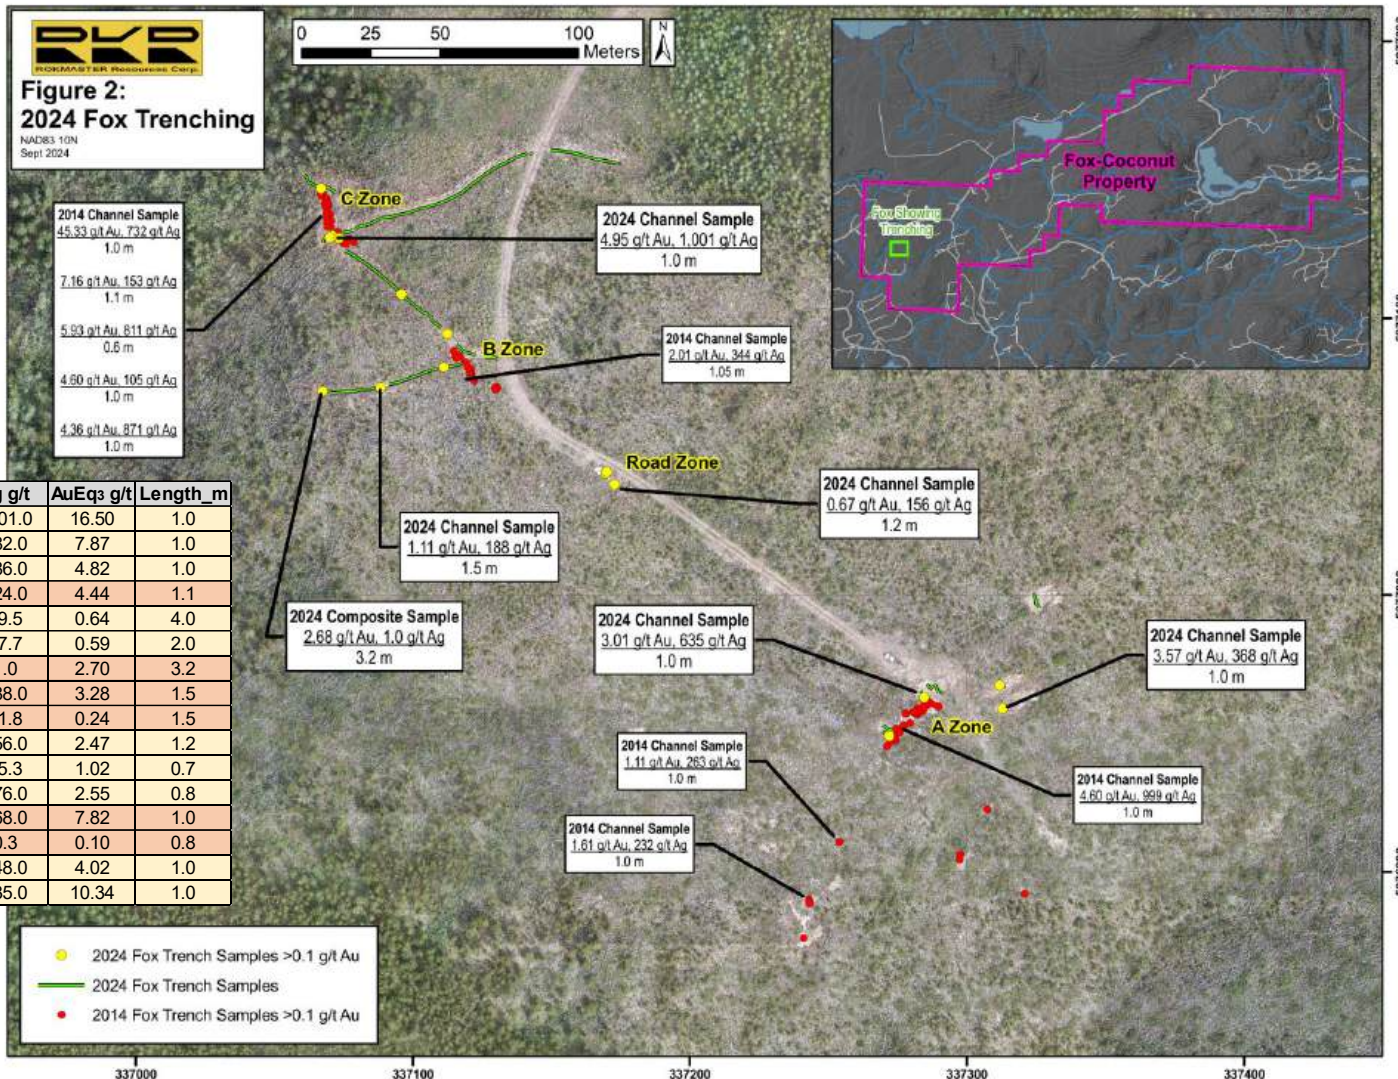 RKR
ROKMASTER Resources Corp.
Figure 2:
2024 Fox Trenching
NAD83 10N
Sept 2024
0 25 50 100
Meters
N
Fox-Coconut
Property
Fox Showing
Trenching
C Zone
2014 Channel Sample
45.33 g/t Au, 732 g/t Ag
1.0 m
7.16 g/t Au, 153 g/t Ag
1.1 m
5.93 g/t Au, 811 g/t Ag
0.6 m
4.60 g/t Au, 105 g/t Ag
1.0 m
4.36 g/t Au, 871 g/t Ag
1.0 m
2024 Channel Sample
4.95 g/t Au, 1,001 g/t Ag
1.0 m
B Zone
2014 Channel Sample
2.01 g/t Au, 344 g/t Ag
1.05 m
Road Zone
2024 Channel Sample
0.67 g/t Au, 156 g/t Ag
1.2 m
2024 Channel Sample
1.11 g/t Au, 188 g/t Ag
1.5 m
2024 Composite Sample
2.68 g/t Au, 1.0 g/t Ag
3.2 m
2024 Channel Sample
3.01 g/t Au, 635 g/t Ag
1.0 m
2024 Channel Sample
3.57 g/t Au, 368 g/t Ag
1.0 m
A Zone
2014 Channel Sample
1.11 g/t Au, 263 g/t Ag
1.0 m
2014 Channel Sample
4.60 g/t Au, 999 g/t Ag
1.0 m
2014 Channel Sample
1.61 g/t Au, 232 g/t Ag
1.0 m
g/t AuEq3 g/t Length_m
01.0 16.50 1.0
32.0 7.87 1.0
36.0 4.82 1.0
24.0 4.44 1.1
9.5 0.64 4.0
7.7 0.59 2.0
.0 2.70 3.2
38.0 3.28 1.5
1.8 0.24 1.5
56.0 2.47 1.2
5.3 1.02 0.7
76.0 2.55 0.8
68.0 7.82 1.0
0.3 0.10 0.8
48.0 4.02 1.0
35.0 10.34 1.0
2024 Fox Trench Samples >0.1 g/t Au
2024 Fox Trench Samples
2014 Fox Trench Samples >0.1 g/t Au
337000 337100 337200 337300 337400